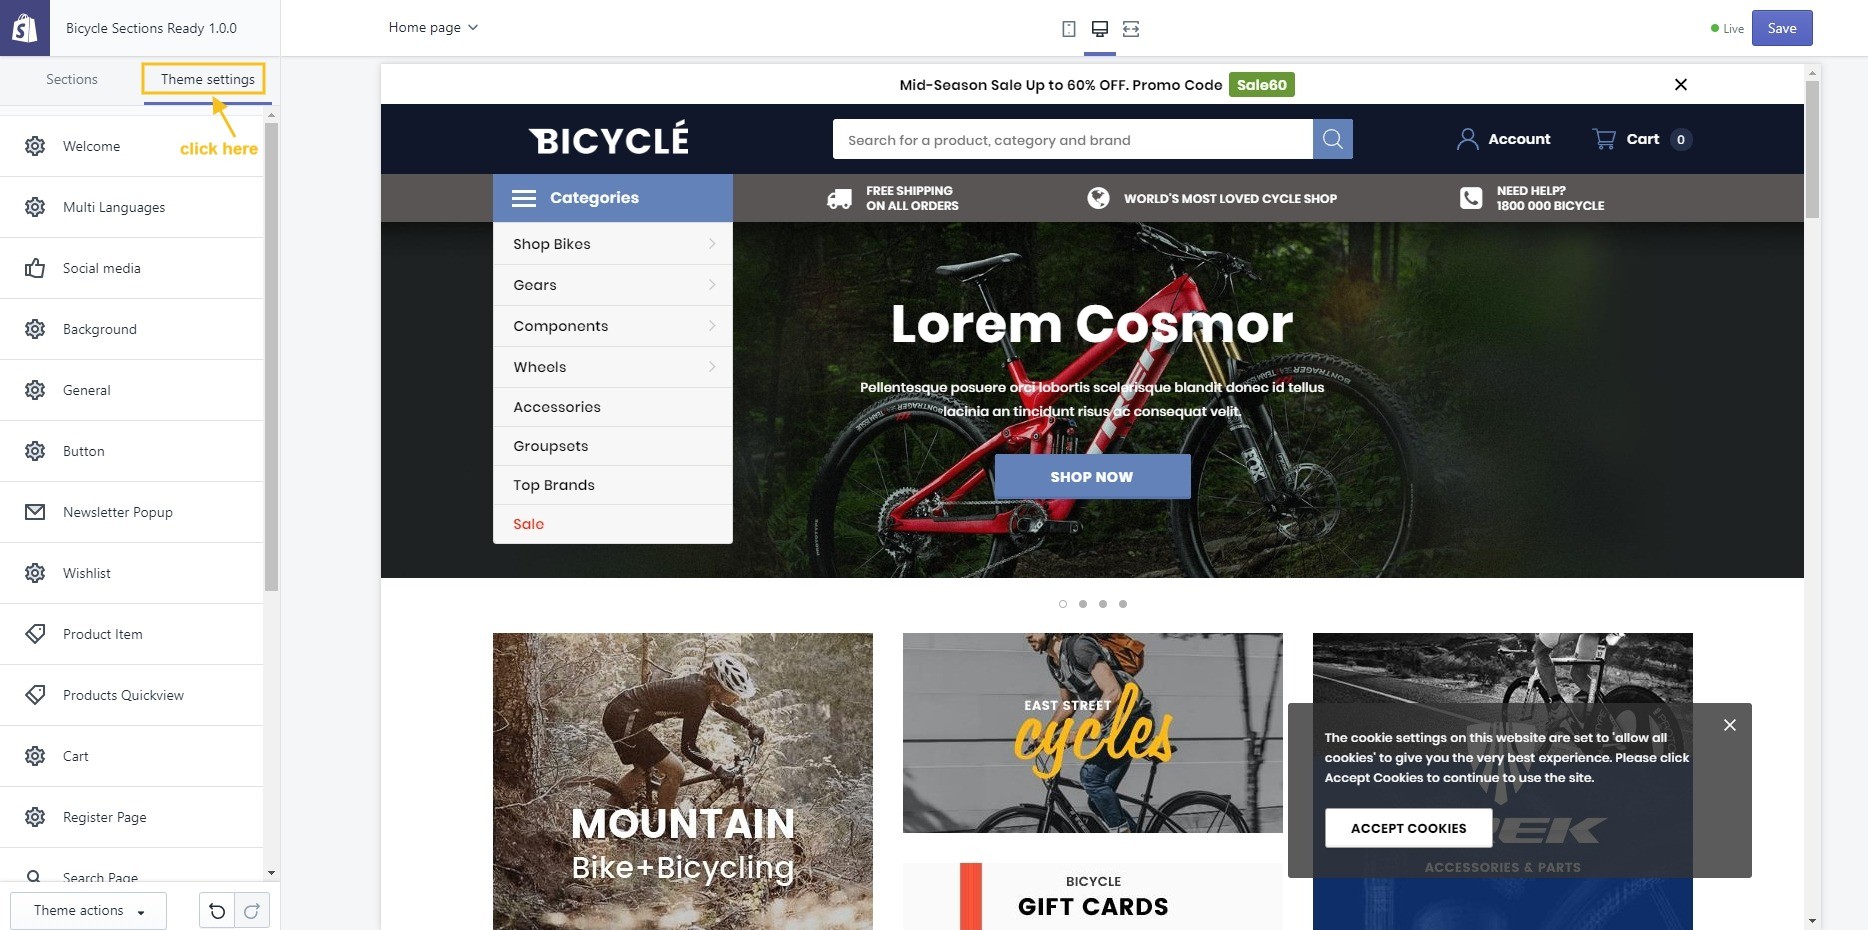 Bicycle Sections Ready 1.0.0
Home page
Live
Save
Sections
Theme settings
click here
Welcome
Multi Languages
Social media
Background
General
Button
Newsletter Popup
Wishlist
Product Item
Products Quickview
Cart
Register Page
Search Page
Theme actions
Mid-Season Sale Up to 60% OFF. Promo Code Sale60
BICYCLÉ
Search for a product, category and brand
Account
Cart 0
Categories
FREE SHIPPING
ON ALL ORDERS
WORLD'S MOST LOVED CYCLE SHOP
NEED HELP?
1800 000 BICYCLE
Shop Bikes
Gears
Components
Wheels
Accessories
Groupsets
Top Brands
Sale
Lorem Cosmor
Pellentesque posuere orci lobortis scelerisque blandit donec id tellus
lacinia an tincidunt risus ac consequat velit.
SHOP NOW
MOUNTAIN
Bike+Bicycling
EAST STREET
cycles
BICYCLE
GIFT CARDS
The cookie settings on this website are set to 'allow all
cookies' to give you the very best experience. Please click
Accept Cookies to continue to use the site.
ACCEPT COOKIES
ACCESSORIES & PARTS